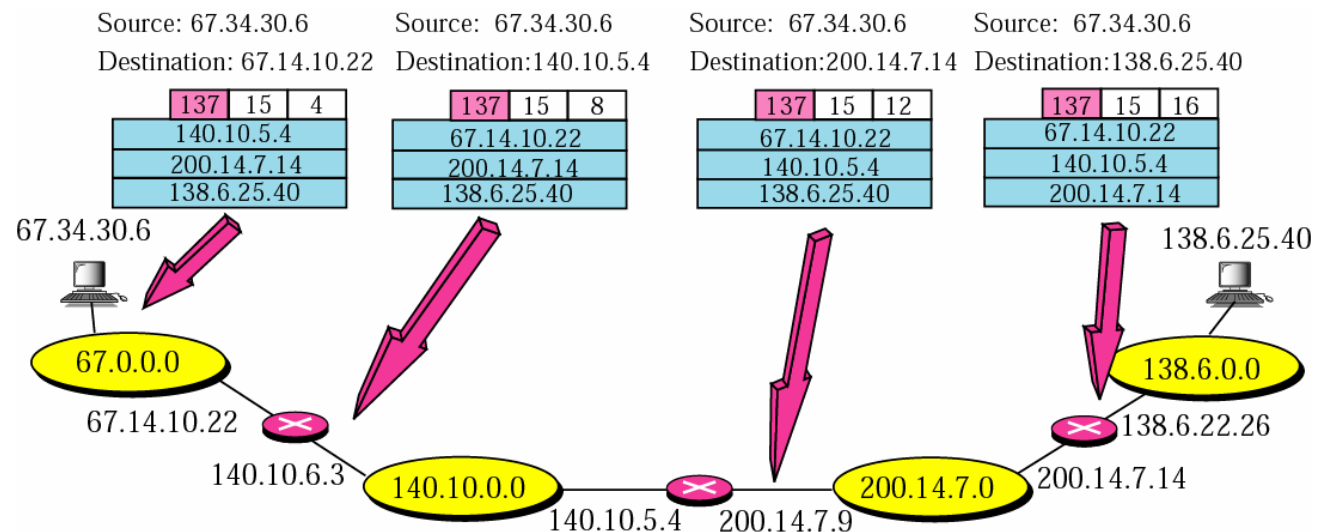 Source: 67.34.30.6
Destination: 67.14.10.22
137 15 4
140.10.5.4
200.14.7.14
138.6.25.40
Source: 67.34.30.6
Destination:140.10.5.4
137 15 8
67.14.10.22
200.14.7.14
138.6.25.40
Source: 67.34.30.6
Destination:200.14.7.14
137 15 12
67.14.10.22
140.10.5.4
138.6.25.40
Source: 67.34.30.6
Destination:138.6.25.40
137 15 16
67.14.10.22
140.10.5.4
200.14.7.14
67.34.30.6
138.6.25.40
67.0.0.0
138.6.0.0
67.14.10.22
138.6.22.26
140.10.6.3
140.10.0.0
200.14.7.0
200.14.7.14
140.10.5.4
200.14.7.9